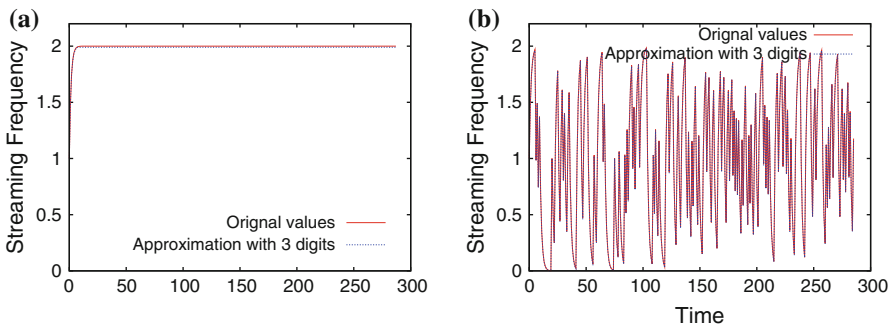 (a)
Streaming Frequency
2
1.5
1
0.5
0
Orignal values
Approximation with 3 digits
0 50 100 150 200 250 300
(b)
Streaming Frequency
2
1.5
1
0.5
0
Orignal values
Approximation with 3 digits
0 50 100 150 200 250 300
Time